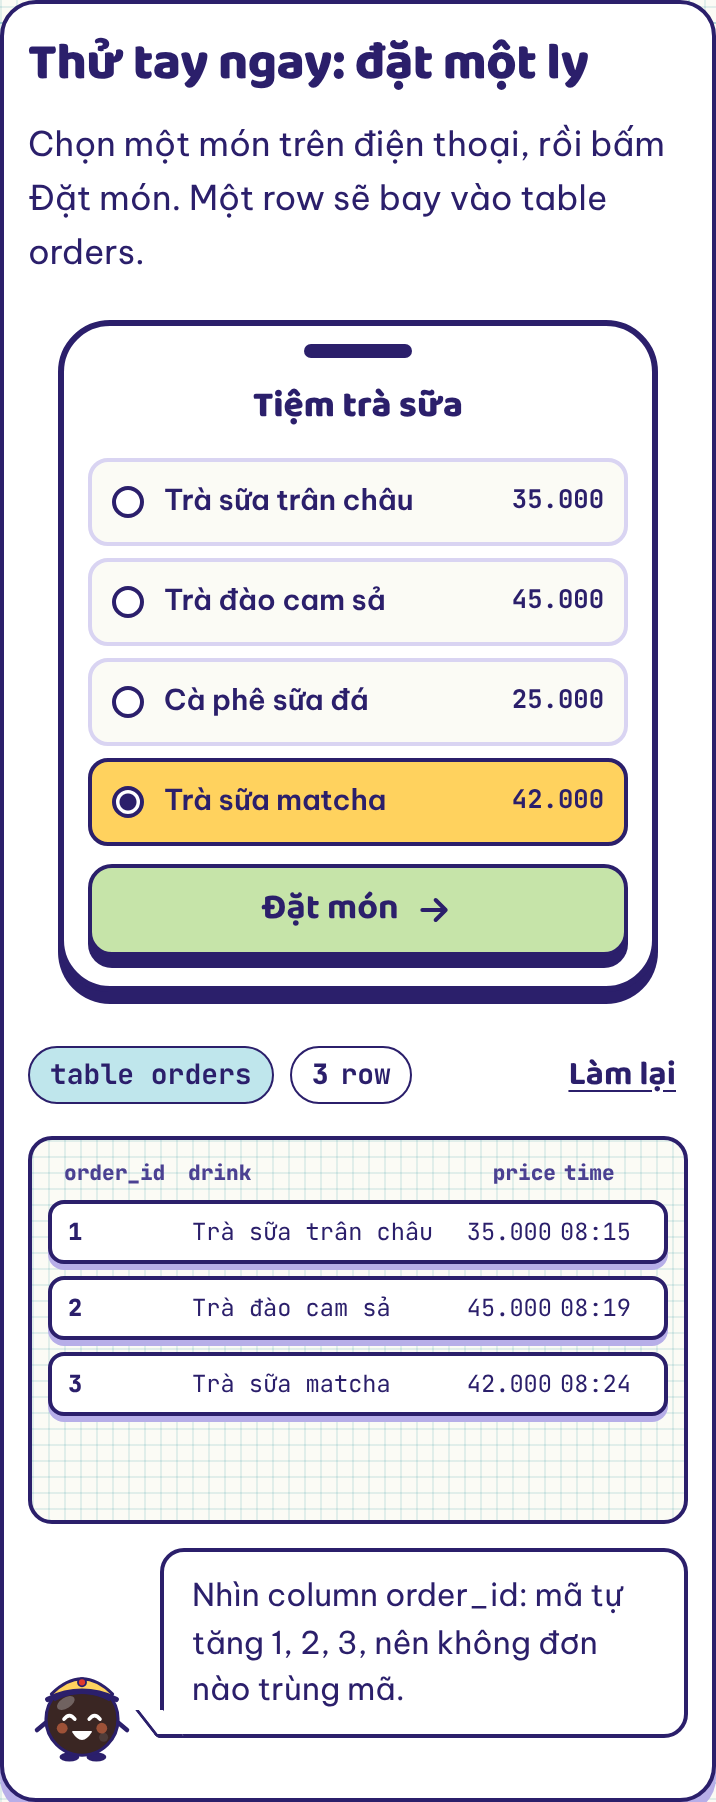 Thử tay ngay: đặt một ly
Chọn một món trên điện thoại, rồi bấm
Đặt món. Một row sẽ bay vào table
orders.
Tiệm trà sữa
Trà sữa trân châu 35.000
Trà đào cam sả 45.000
Cà phê sữa đá 25.000
Trà sữa matcha 42.000
Đặt món →
table orders 3 row Làm lại
order_id drink price time
1 Trà sữa trân châu 35.000 08:15
2 Trà đào cam sả 45.000 08:19
3 Trà sữa matcha 42.000 08:24
Nhìn column order_id: mã tự
tăng 1, 2, 3, nên không đơn
nào trùng mã.